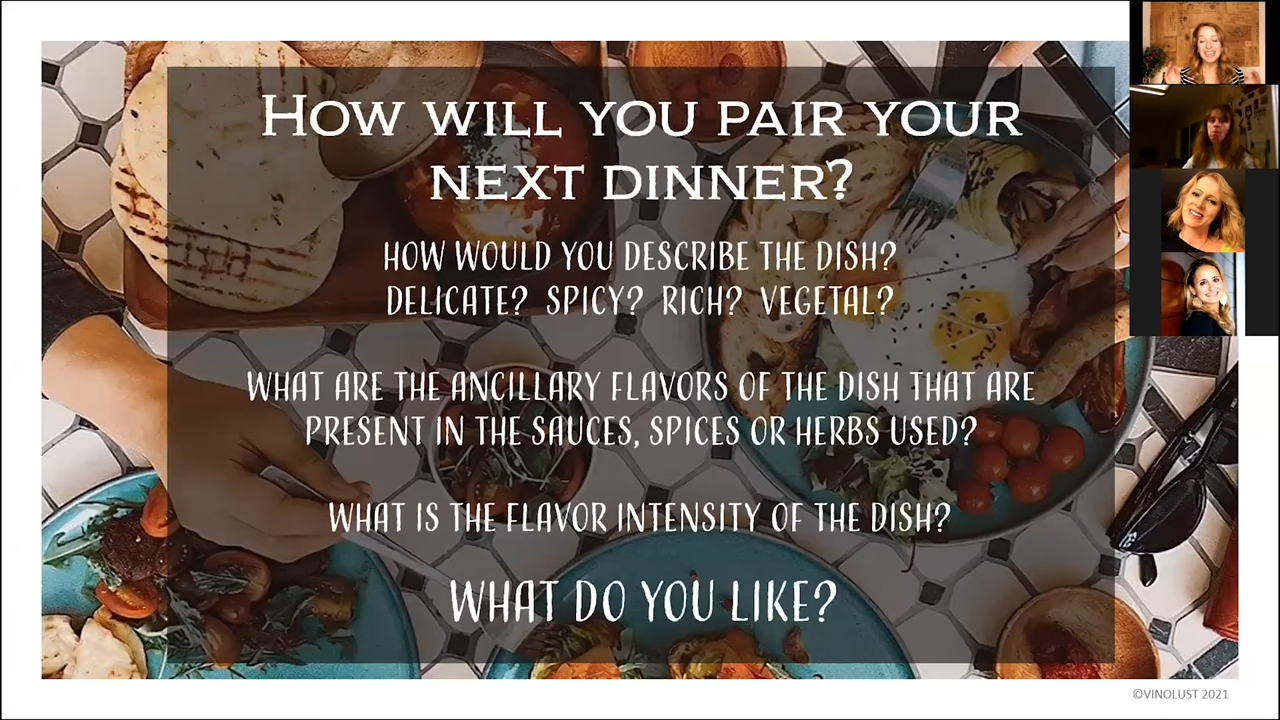 HOW WILL YOU PAIR YOUR
NEXT DINNER?
HOW WOULD YOU DESCRIBE THE DISH?
DELICATE? SPICY? RICH? VEGETAL?
WHAT ARE THE ANCILLARY FLAVORS OF THE DISH THAT ARE
PRESENT IN THE SAUCES, SPICES OR HERBS USED?
WHAT IS THE FLAVOR INTENSITY OF THE DISH?
WHAT DO YOU LIKE?
©VINOLUST 2021